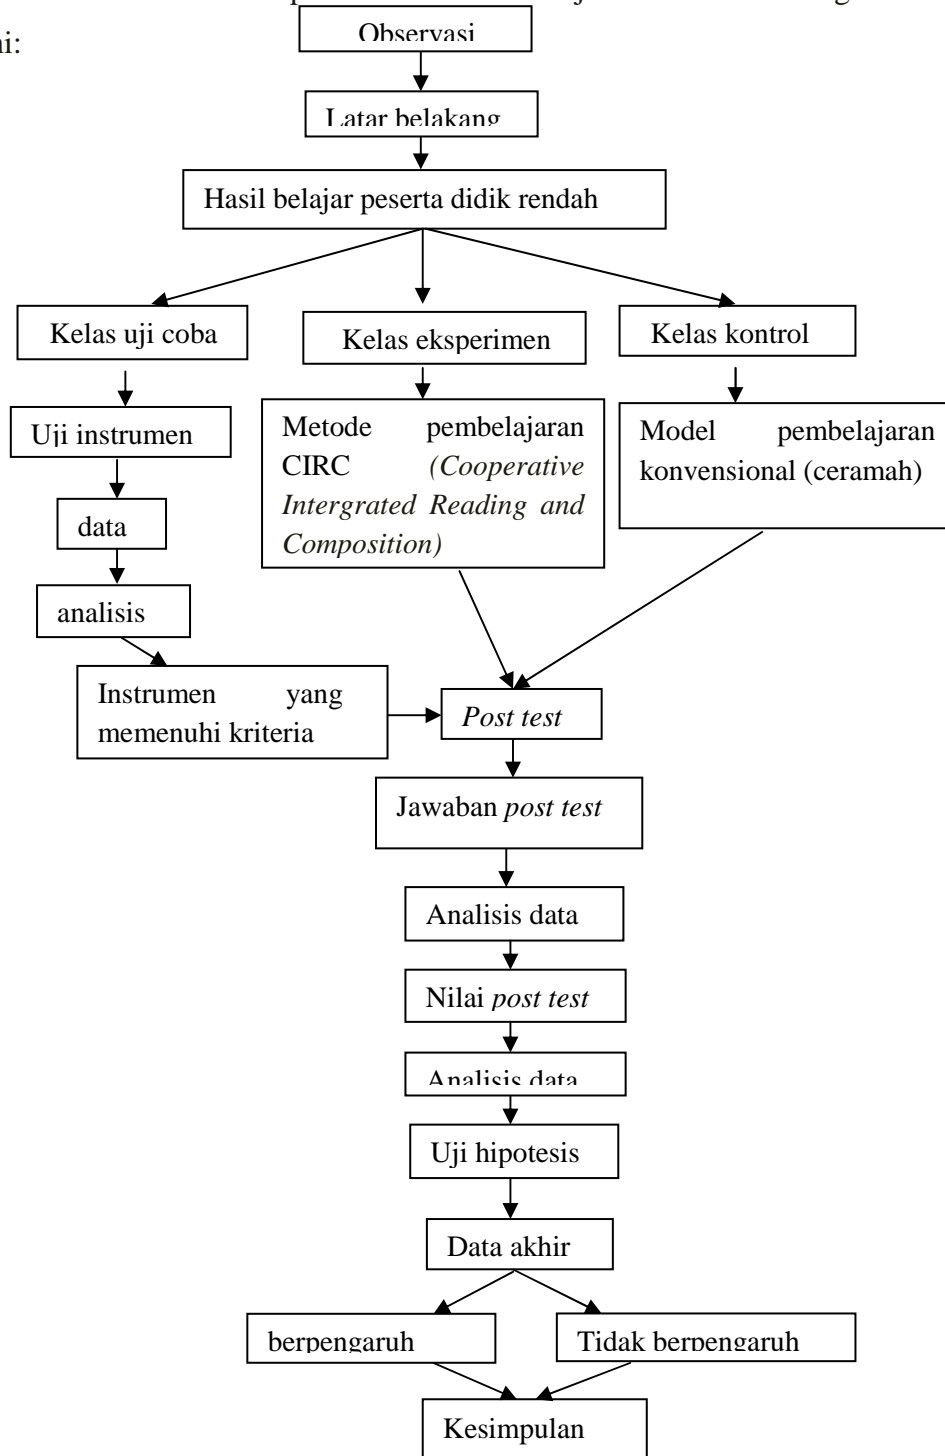 ni:
Observasi
Latar belakang
Hasil belajar peserta didik rendah
Kelas uji coba
Kelas eksperimen
Kelas kontrol
Uji instrumen
Metode pembelajaran
CIRC (Cooperative
Intergrated Reading and
Composition)
Model pembelajaran
konvensional (ceramah)
data
analisis
Instrumen yang
memenuhi kriteria
Post test
Jawaban post test
Analisis data
Nilai post test
Analisis data
Uji hipotesis
Data akhir
berpengaruh
Tidak berpengaruh
Kesimpulan